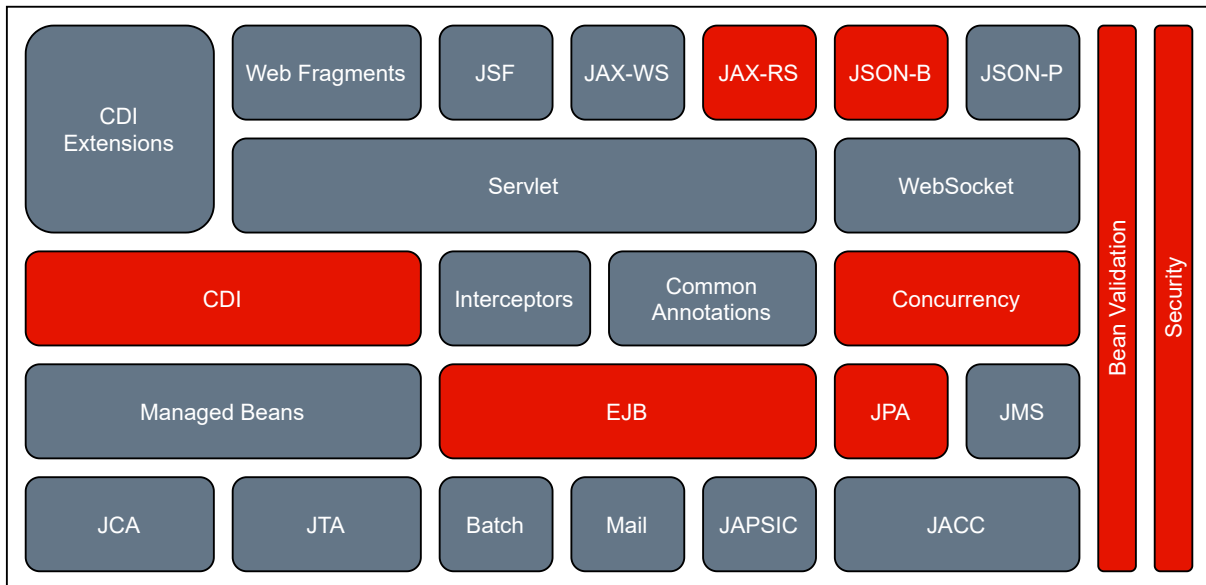 CDI
Extensions
Web Fragments
JSF
JAX-WS
JAX-RS
JSON-B
JSON-P
Servlet
WebSocket
CDI
Interceptors
Common
Annotations
Concurrency
Managed Beans
EJB
JPA
JMS
JCA
JTA
Batch
Mail
JAPSIC
JACC
Bean Validation
Security